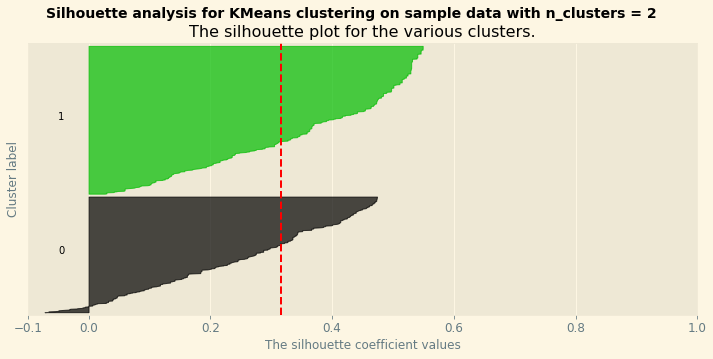 Silhouette analysis for KMeans clustering on sample data with n_clusters = 2
The silhouette plot for the various clusters.
Cluster label
1
0
−0.1 0.0 0.2 0.4 0.6 0.8 1.0
The silhouette coefficient values